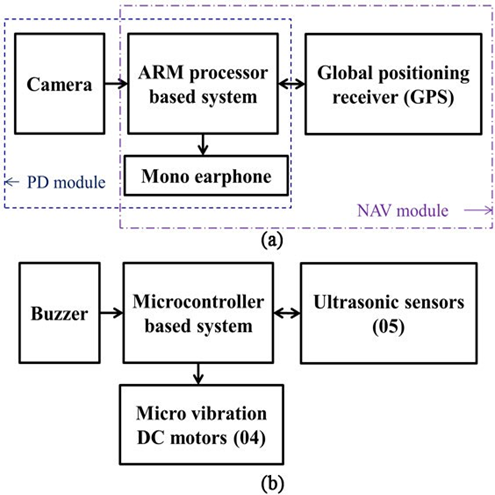 Camera
ARM processor
based system
Global positioning
receiver (GPS)
Mono earphone
PD module
NAV module
(a)
Buzzer
Microcontroller
based system
Ultrasonic sensors
(05)
Micro vibration
DC motors (04)
(b)